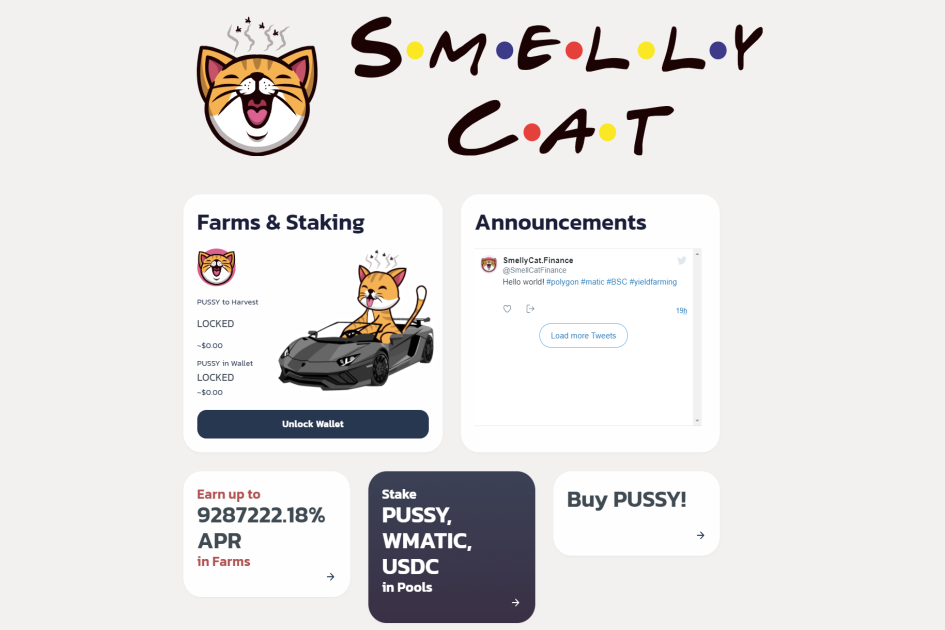 S•M•E•L•L•Y
C•A•T
Farms & Staking
PUSSY to Harvest
LOCKED
~$0.00
PUSSY in Wallet
LOCKED
~$0.00
Unlock Wallet
Announcements
SmellyCat.Finance
@SmellCatFinance
Hello world! #polygon #matic #BSC #yieldfarming
19h
Load more Tweets
Earn up to
9287222.18%
APR
in Farms
Stake
PUSSY,
WMATIC,
USDC
in Pools
Buy PUSSY!